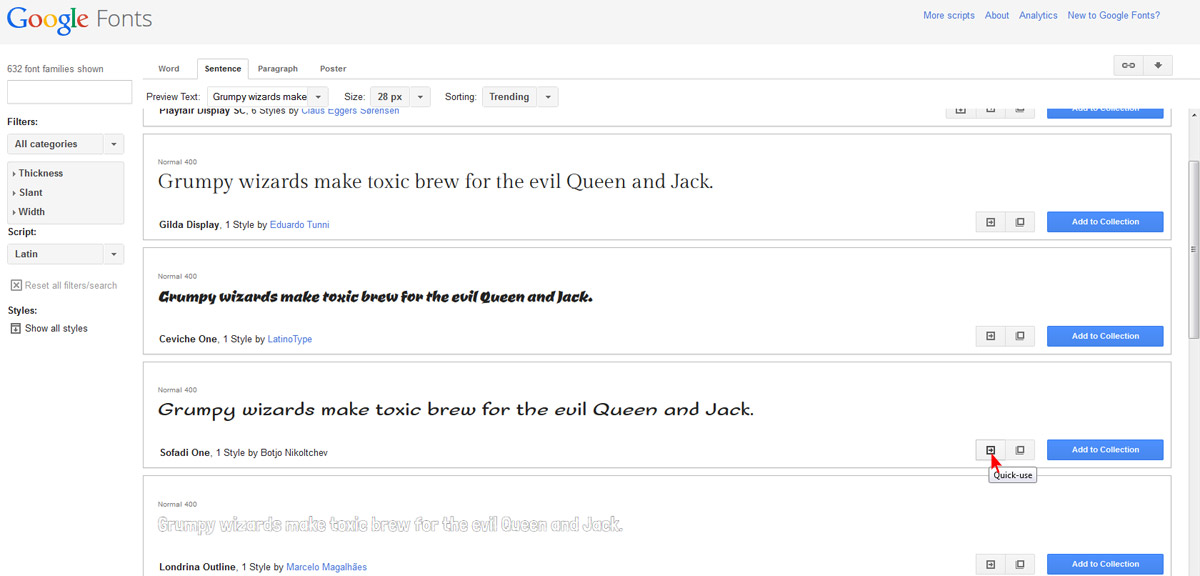 Google Fonts
More scripts About Analytics New to Google Fonts?
632 font families shown
Word Sentence Paragraph Poster
Preview Text: Grumpy wizards make Size: 28 px Sorting: Trending
Filters:
All categories
Thickness
Slant
Width
Script:
Latin
Reset all filters/search
Styles:
Show all styles
Playfair Display SC, 6 Styles by Claus Eggers Sørensen
Add to Collection
Normal 400
Grumpy wizards make toxic brew for the evil Queen and Jack.
Gilda Display, 1 Style by Eduardo Tunni
Add to Collection
Normal 400
Grumpy wizards make toxic brew for the evil Queen and Jack.
Ceviche One, 1 Style by LatinoType
Add to Collection
Normal 400
Grumpy wizards make toxic brew for the evil Queen and Jack.
Sofadi One, 1 Style by Botjo Nikoltchev
Add to Collection
Quick-use
Normal 400
Grumpy wizards make toxic brew for the evil Queen and Jack.
Londrina Outline, 1 Style by Marcelo Magalhães
Add to Collection